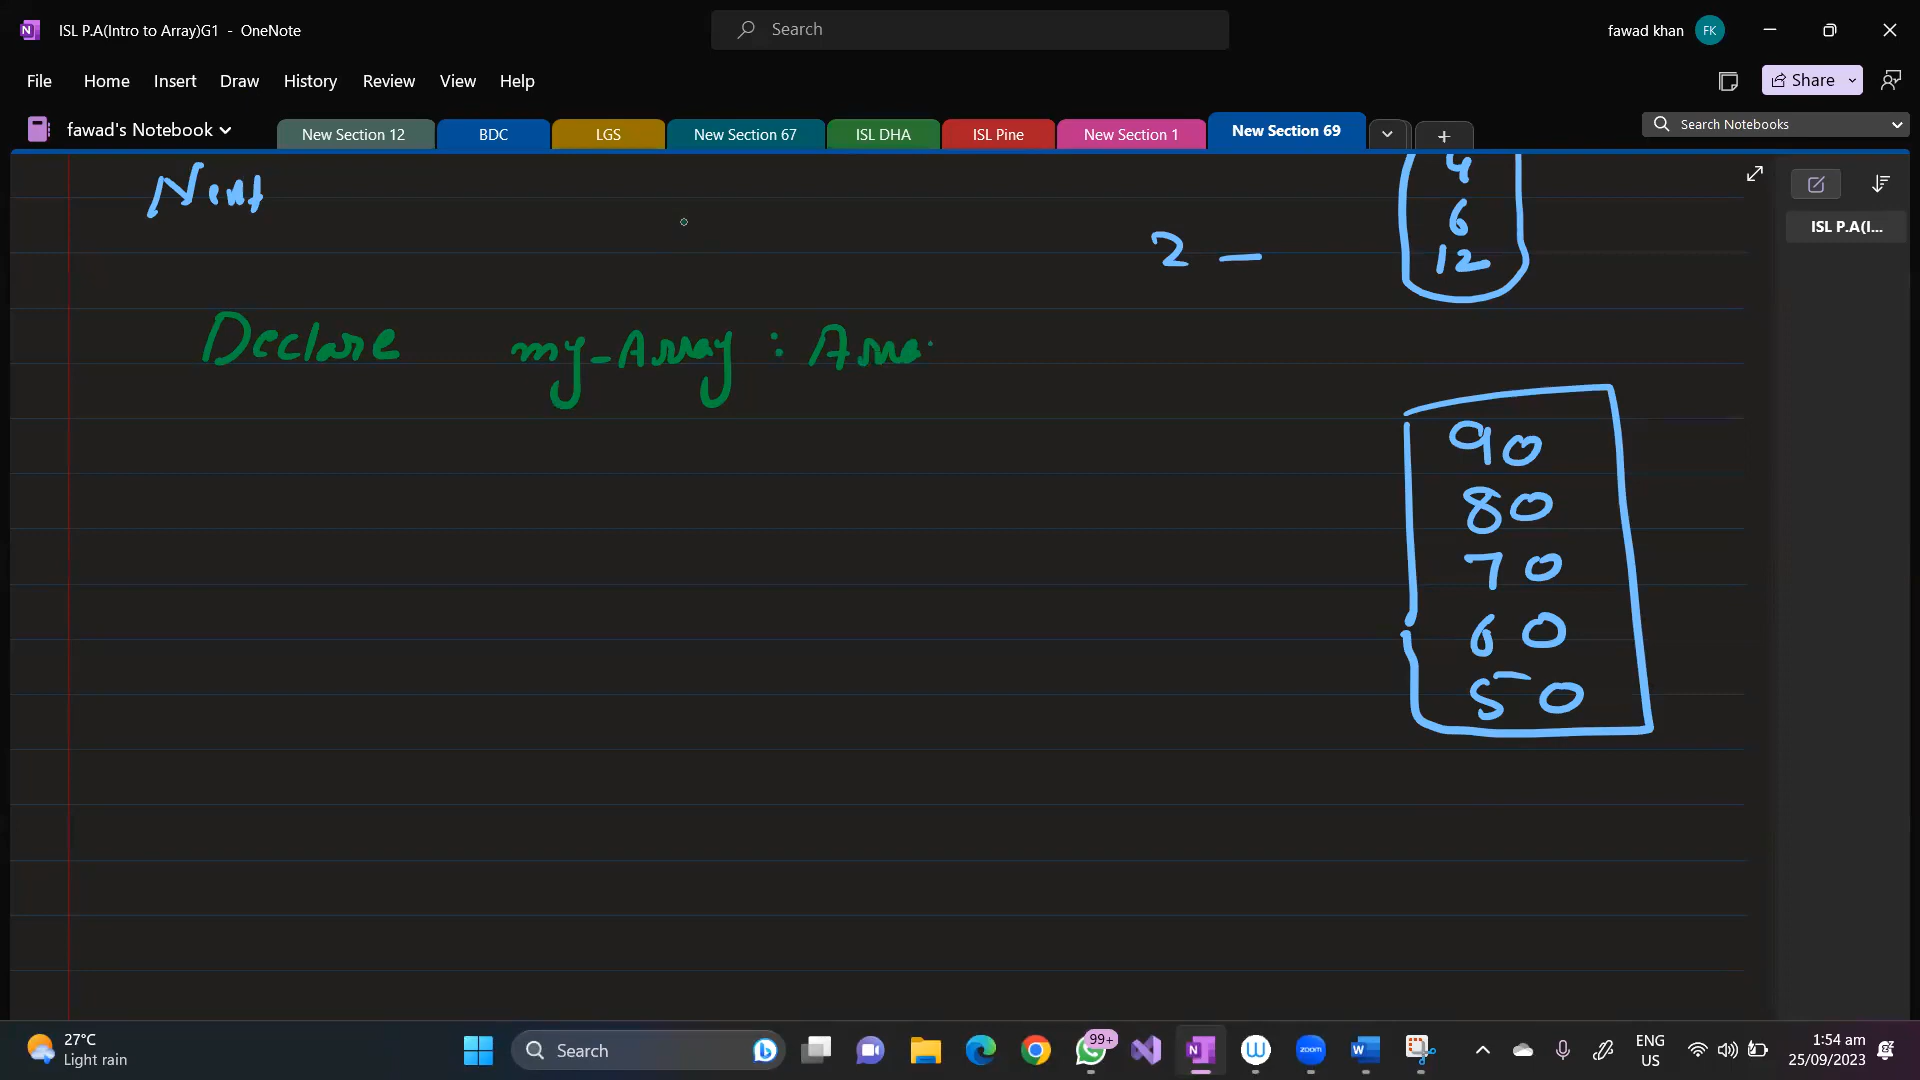 ISL P.A(Intro to Array)G1 - OneNote
Search
fawad khan
FK
File Home Insert Draw History Review View Help
Share
fawad's Notebook
New Section 12
BDC
LGS
New Section 67
ISL DHA
ISL Pine
New Section 1
New Section 69
+
Search Notebooks
ISL P.A(I...
Next
4
6
2 –
12
Declare my_Array : Arra
90
80
70
60
50
27°C
Light rain
Search
99+
zoom
ENG
US
1:54 am
25/09/2023